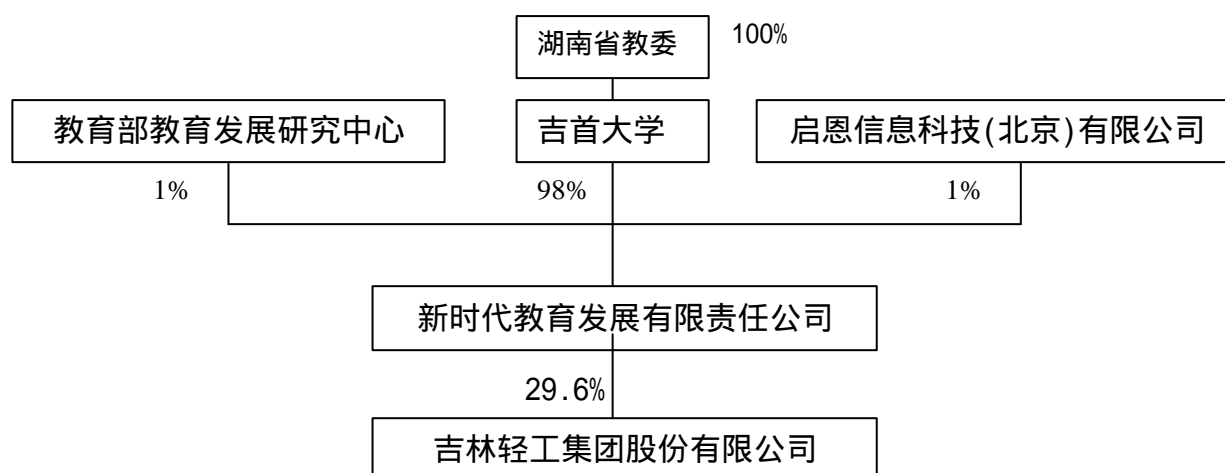 湖南省教委
100%
教育部教育发展研究中心
吉首大学
启恩信息科技(北京)有限公司
1%
98%
1%
新时代教育发展有限责任公司
29.6%
吉林轻工集团股份有限公司